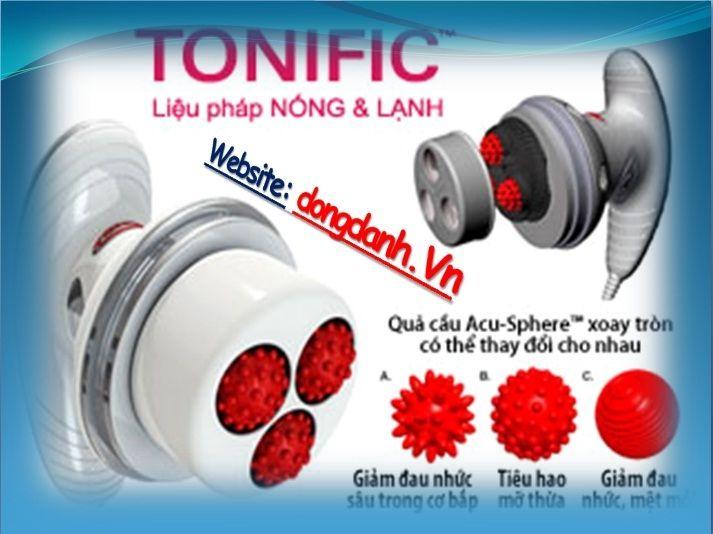 TONIFIC™
Liệu pháp NÓNG & LẠNH
Website: dongdanh.Vn
Quả cầu Acu-Sphere™ xoay tròn
có thể thay đổi cho nhau
A. B. C.
Giảm đau nhức Tiêu hao Giảm đau
sâu trong cơ bắp mỡ thừa nhức, mệt mỏi